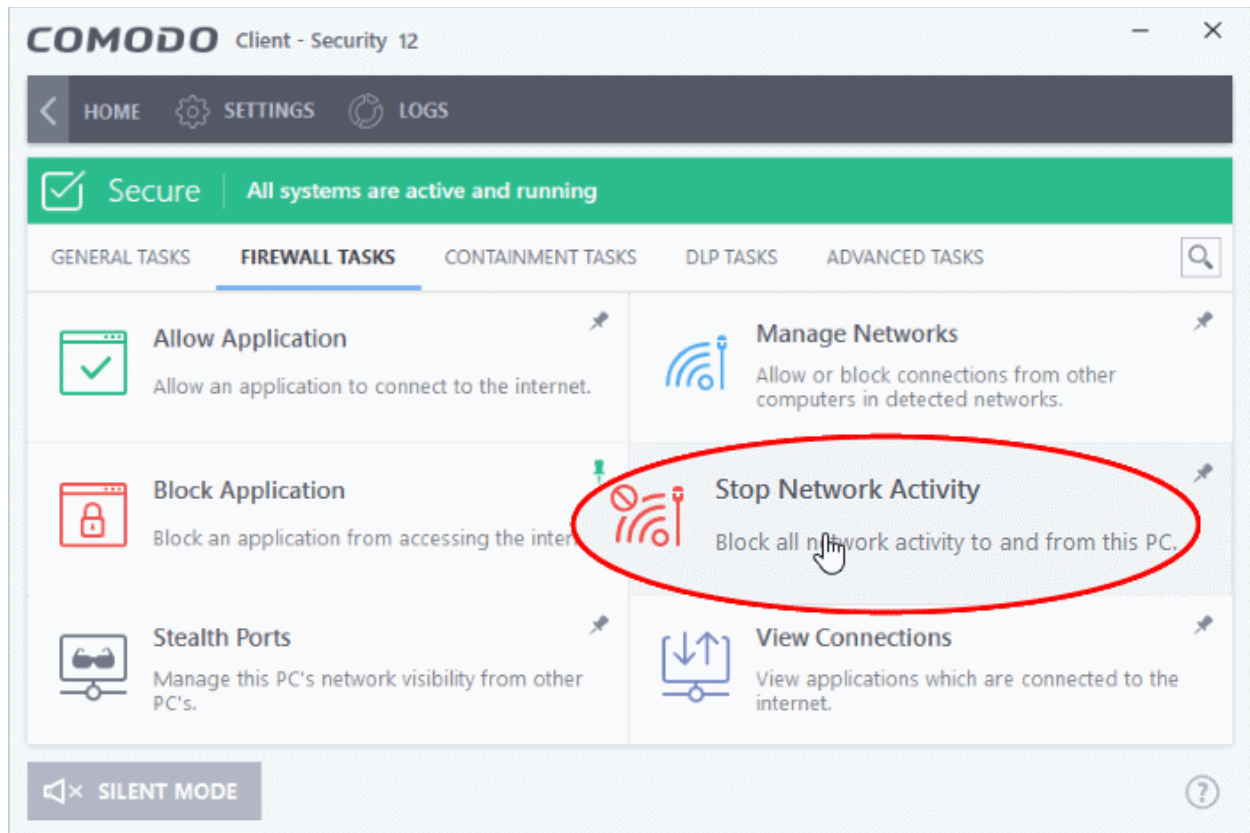 COMODO Client - Security 12
HOME SETTINGS LOGS
Secure All systems are active and running
GENERAL TASKS FIREWALL TASKS CONTAINMENT TASKS DLP TASKS ADVANCED TASKS
Allow Application
Allow an application to connect to the internet.
Manage Networks
Allow or block connections from other
computers in detected networks.
Block Application
Block an application from accessing the inter
Stop Network Activity
Block all network activity to and from this PC.
Stealth Ports
Manage this PC's network visibility from other
PC's.
View Connections
View applications which are connected to the
internet.
SILENT MODE
?